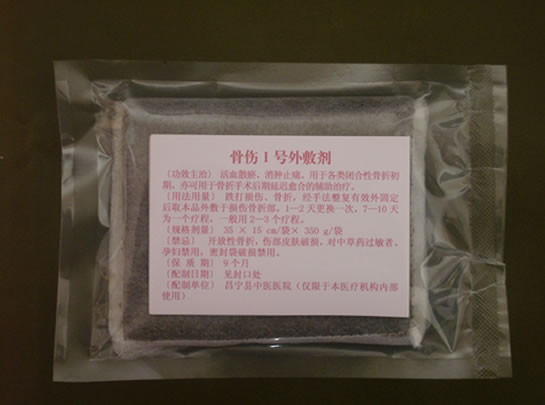 骨伤1号外敷剂
〔功效主治〕 活血散瘀、消肿止痛。用于各类闭合性骨折初
期，亦可用于骨折手术后期延迟愈合的辅助治疗。
〔用法用量〕 跌打损伤、骨折，经手法整复有效外固定
后取本品外敷于损伤骨折部，1—2天更换一次，7—10天
为一个疗程，一般用2—3个疗程。
〔规格剂量〕 35 × 15 cm/袋× 350 g/袋
〔禁忌〕 开放性骨折，伤部皮肤破损，对中草药过敏者、
孕妇禁用，密封袋破损禁用。
〔保 质 期〕 9个月
〔配制日期〕 见封口处
〔配制单位〕 昌宁县中医医院（仅限于本医疗机构内部
使用）